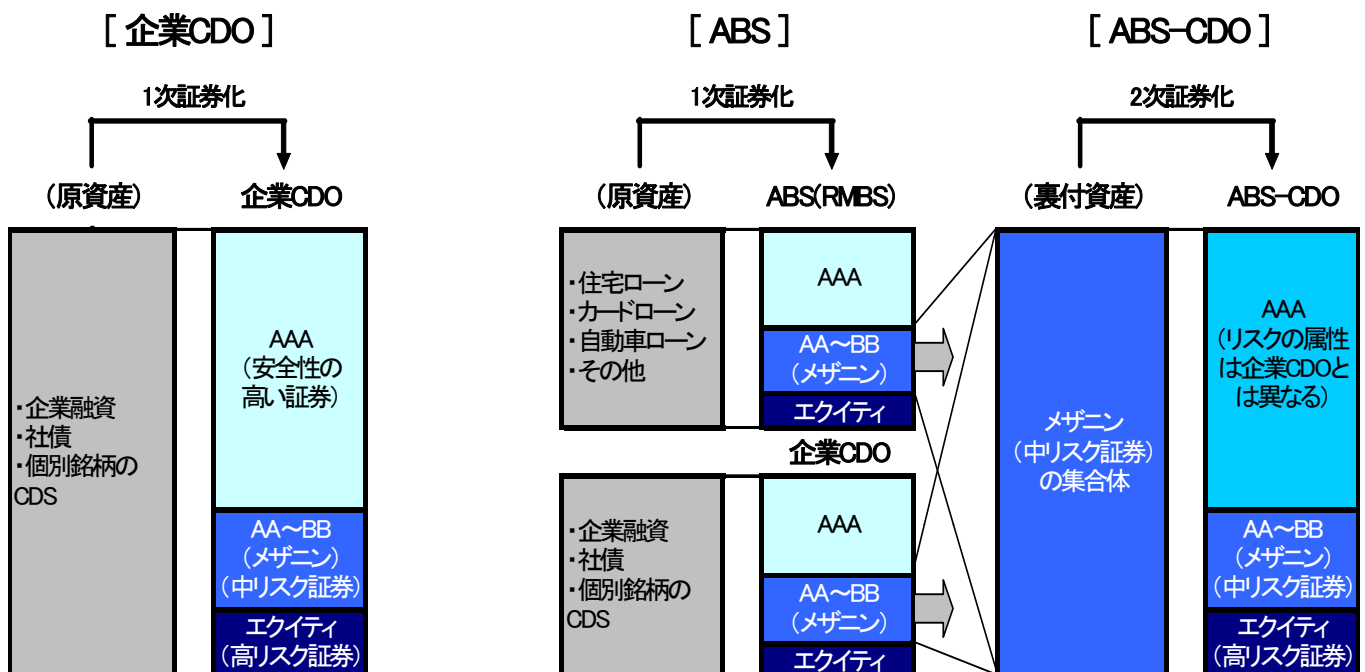 [ 企業CDO ]
1次証券化
(原資産)
企業CDO
・企業融資
・社債
・個別銘柄の
CDS
AAA
(安全性の
高い証券)
AA～BB
(メザニン)
(中リスク証券)
エクイティ
(高リスク証券)
[ ABS ]
1次証券化
(原資産)
ABS(RMBS)
・住宅ローン
・カードローン
・自動車ローン
・その他
AAA
AA～BB
(メザニン)
エクイティ
企業CDO
・企業融資
・社債
・個別銘柄の
CDS
AAA
AA～BB
(メザニン)
エクイティ
[ ABS-CDO ]
2次証券化
(裏付資産)
ABS-CDO
メザニン
(中リスク証券)
の集合体
AAA
(リスクの属性
は企業CDOと
は異なる)
AA～BB
(メザニン)
(中リスク証券)
エクイティ
(高リスク証券)